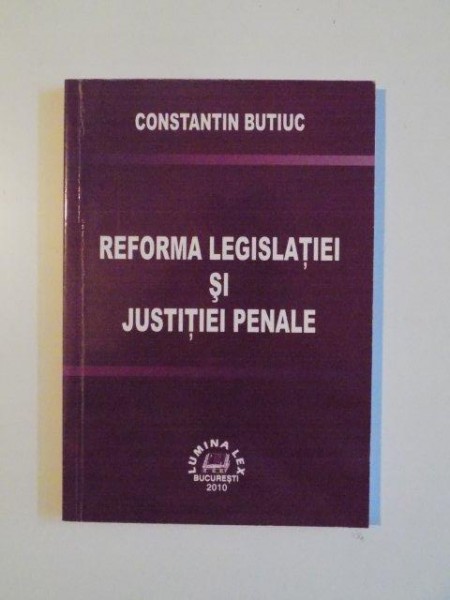 CONSTANTIN BUTIUC
REFORMA LEGISLAȚIEI
ȘI
JUSTIȚIEI PENALE
LUMINA LEX
BUCUREȘTI
2010